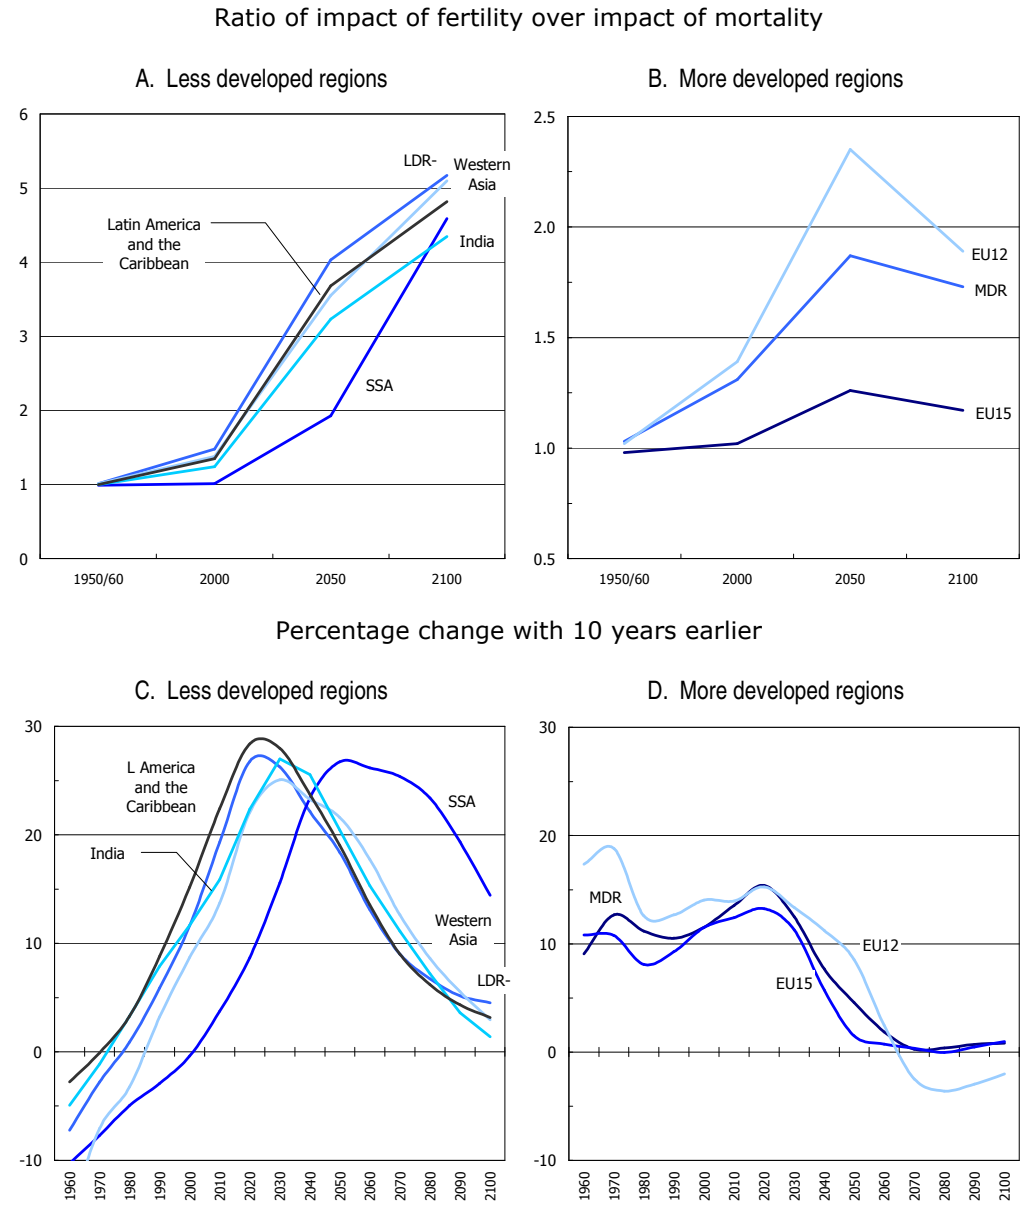 Ratio of impact of fertility over impact of mortality
A. Less developed regions
6
5
4
3
2
1
0
LDR-
Western
Asia
Latin America
and the
Caribbean
India
SSA
1950/60 2000 2050 2100
B. More developed regions
2.5
2.0
1.5
1.0
0.5
EU12
MDR
EU15
1950/60 2000 2050 2100
Percentage change with 10 years earlier
C. Less developed regions
30
20
10
0
-10
L America
and the
Caribbean
SSA
India
Western
Asia
LDR-
1960 1970 1980 1990 2000 2010 2020 2030 2040 2050 2060 2070 2080 2090 2100
D. More developed regions
30
20
10
0
-10
MDR
EU12
EU15
1960 1970 1980 1990 2000 2010 2020 2030 2040 2050 2060 2070 2080 2090 2100